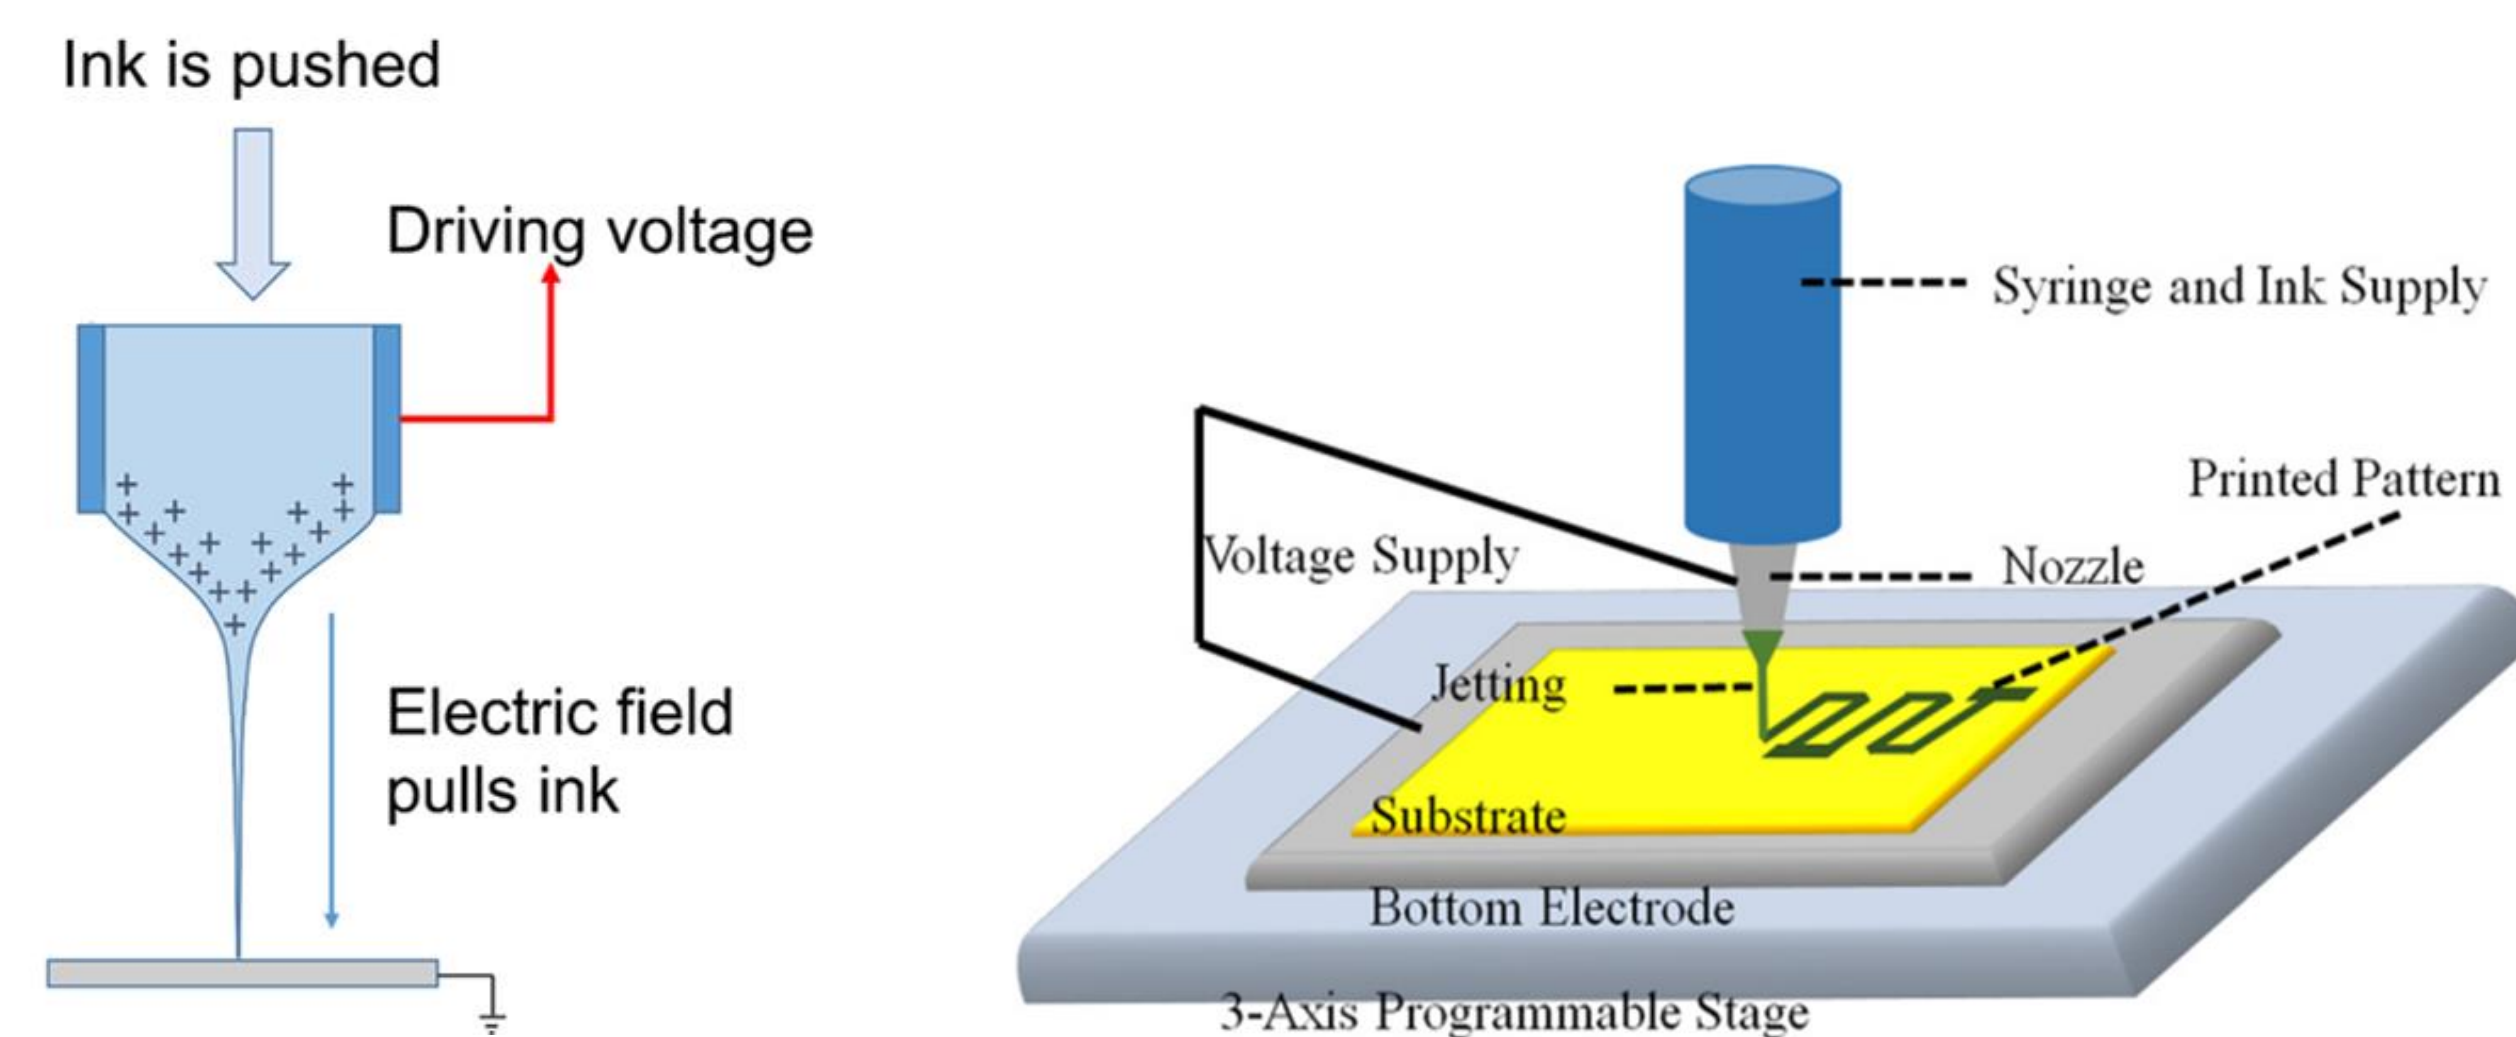 Ink is pushed
Driving voltage
Electric field
pulls ink
Syringe and Ink Supply
Printed Pattern
Voltage Supply
Nozzle
Jetting
Substrate
Bottom Electrode
3-Axis Programmable Stage